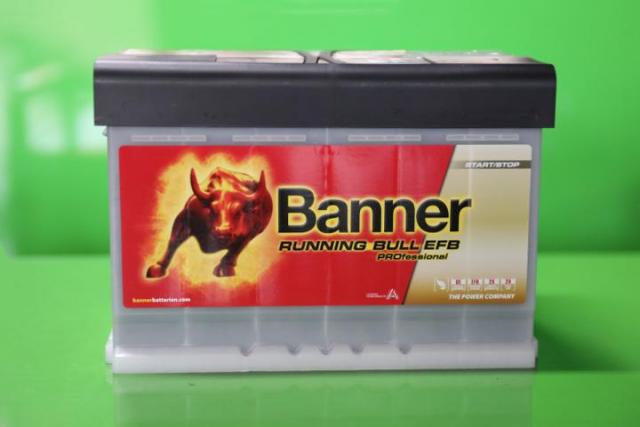 START/STOP
Banner
RUNNING BULL EFB
PROfessional
bannerbatterien.com
THE POWER COMPANY